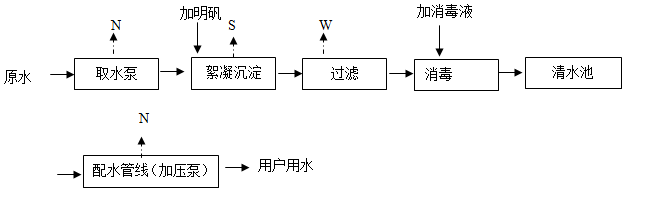 加明矾
加消毒液
N
S
W
原水
取水泵
絮凝沉淀
过滤
消毒
清水池
N
配水管线(加压泵)
用户用水